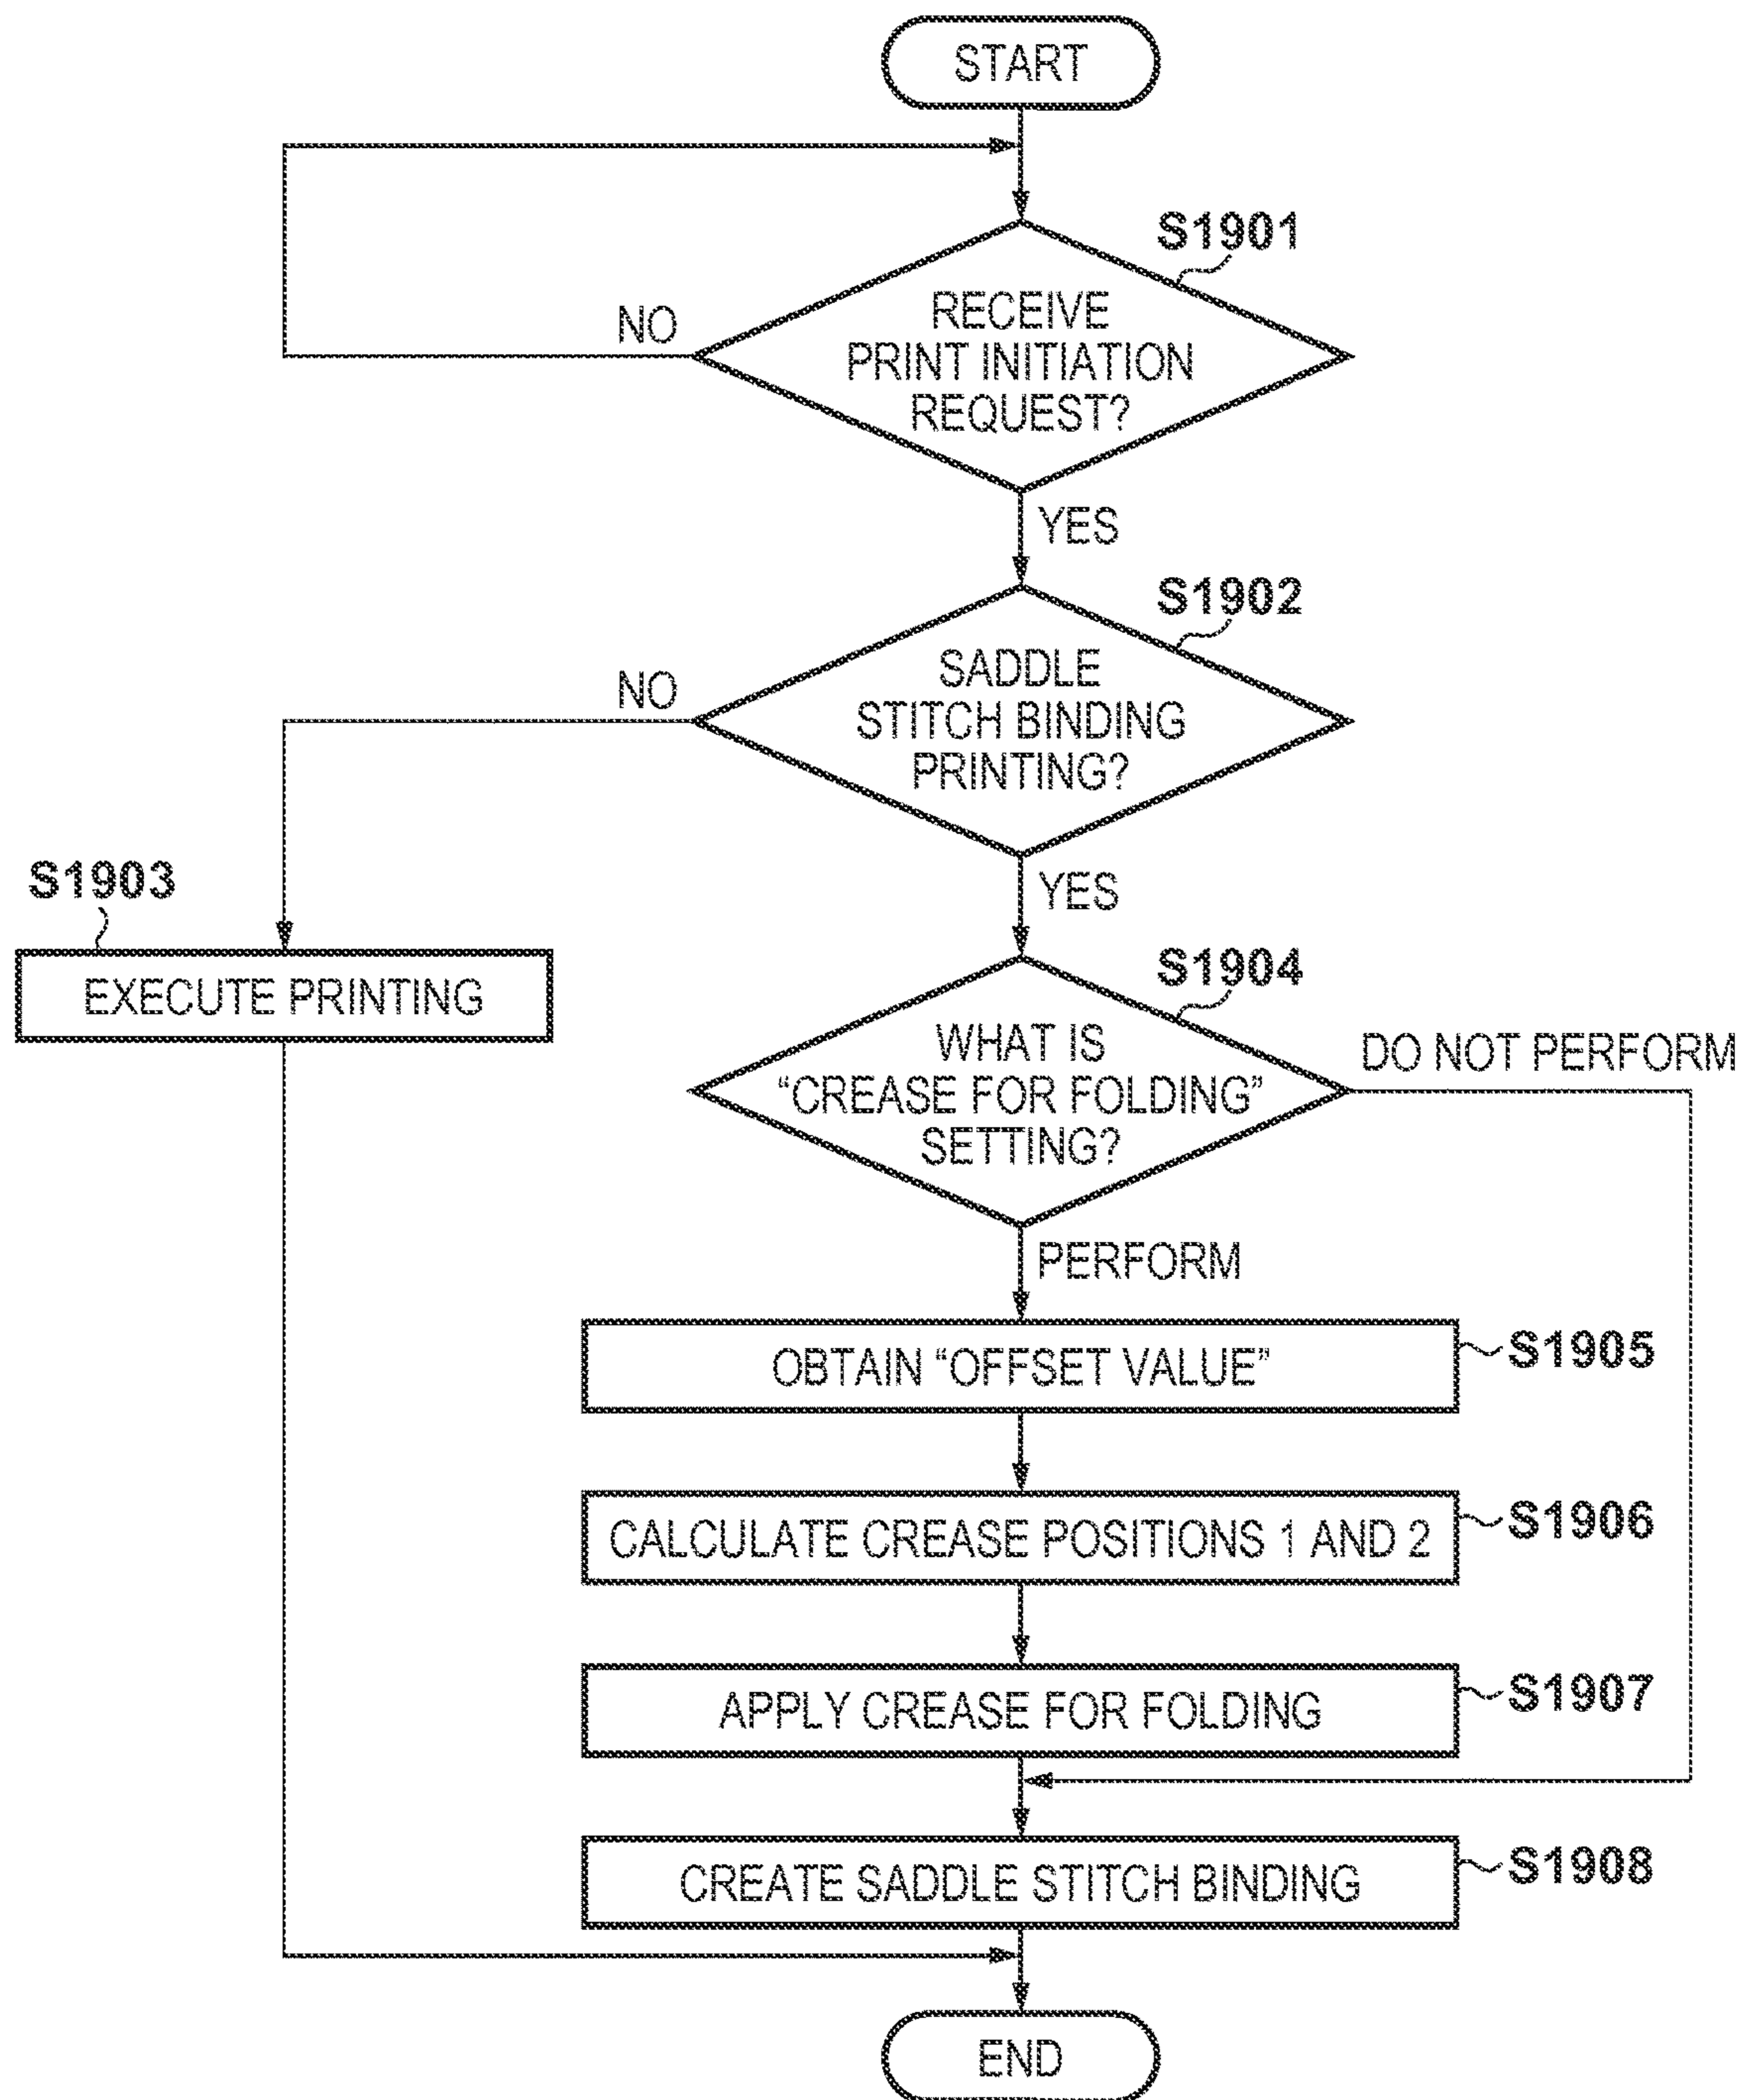 START
S1901
RECEIVE
PRINT INITIATION
REQUEST?
NO
YES
S1902
SADDLE
STITCH BINDING
PRINTING?
NO
YES
S1903
EXECUTE PRINTING
S1904
WHAT IS
“CREASE FOR FOLDING”
SETTING?
DO NOT PERFORM
PERFORM
OBTAIN “OFFSET VALUE”
S1905
CALCULATE CREASE POSITIONS 1 AND 2
S1906
APPLY CREASE FOR FOLDING
S1907
CREATE SADDLE STITCH BINDING
S1908
END